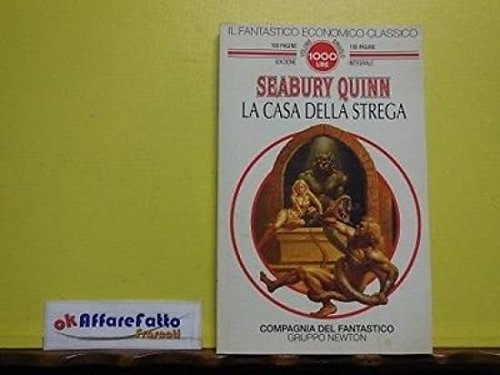 IL FANTASTICO ECONOMICO CLASSICO
100 PAGINE
1000
LIRE
100 PAGINE
EDIZIONE
INTEGRALE
SEABURY QUINN
LA CASA DELLA STREGA
COMPAGNIA DEL FANTASTICO
GRUPPO NEWTON
okAffareFatto